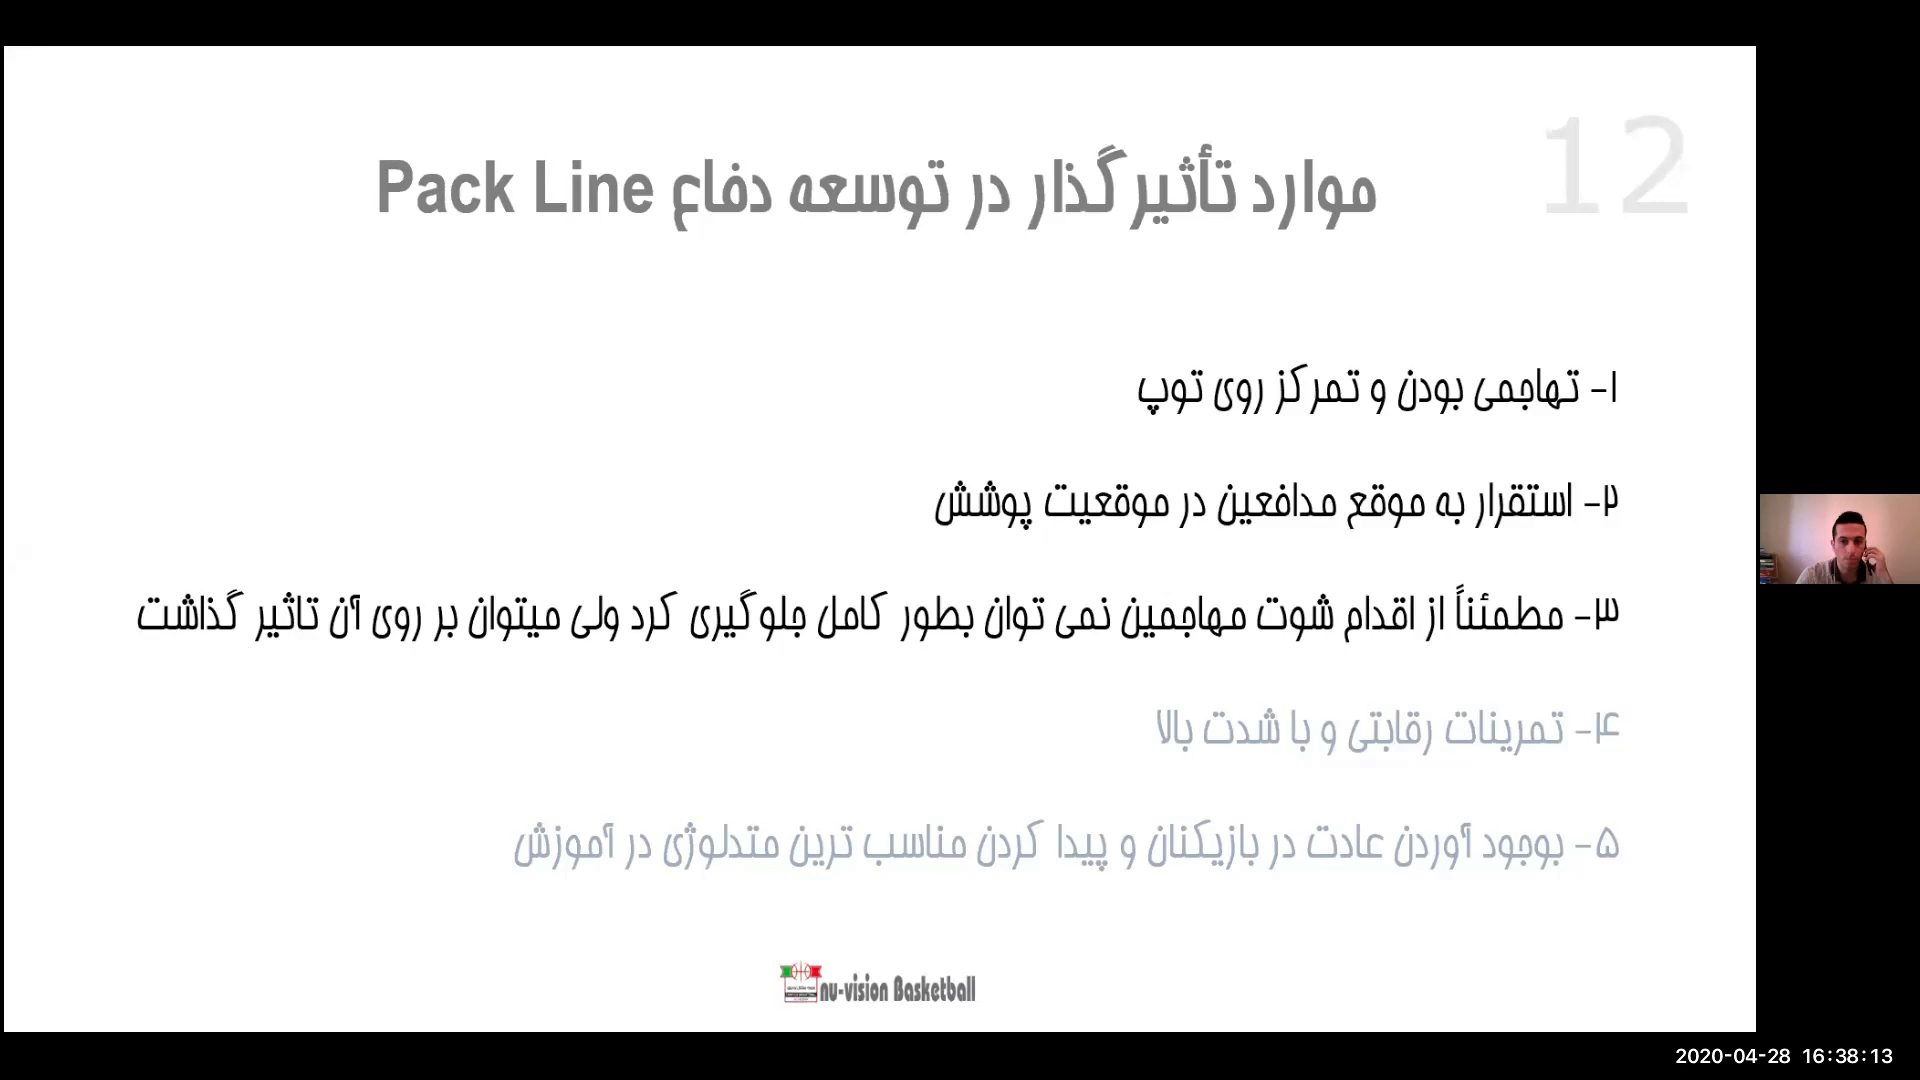 12
موارد تأثیرگذار در توسعه دفاع Pack Line
۱- تهاجمی بودن و تمرکز روی توپ
۲- استقرار به موقع مدافعین در موقعیت پوشش
۳- مطمئناً از اقدام شوت مهاجمین نمی توان بطور کامل جلوگیری کرد ولی میتوان بر روی آن تاثیر گذاشت
۴- تمرینات رقابتی و با شدت بالا
۵- بوجود آوردن عادت در بازیکنان و پیدا کردن مناسب ترین متدلوژی در آموزش
nu-vision Basketball
2020-04-28 16:38:13